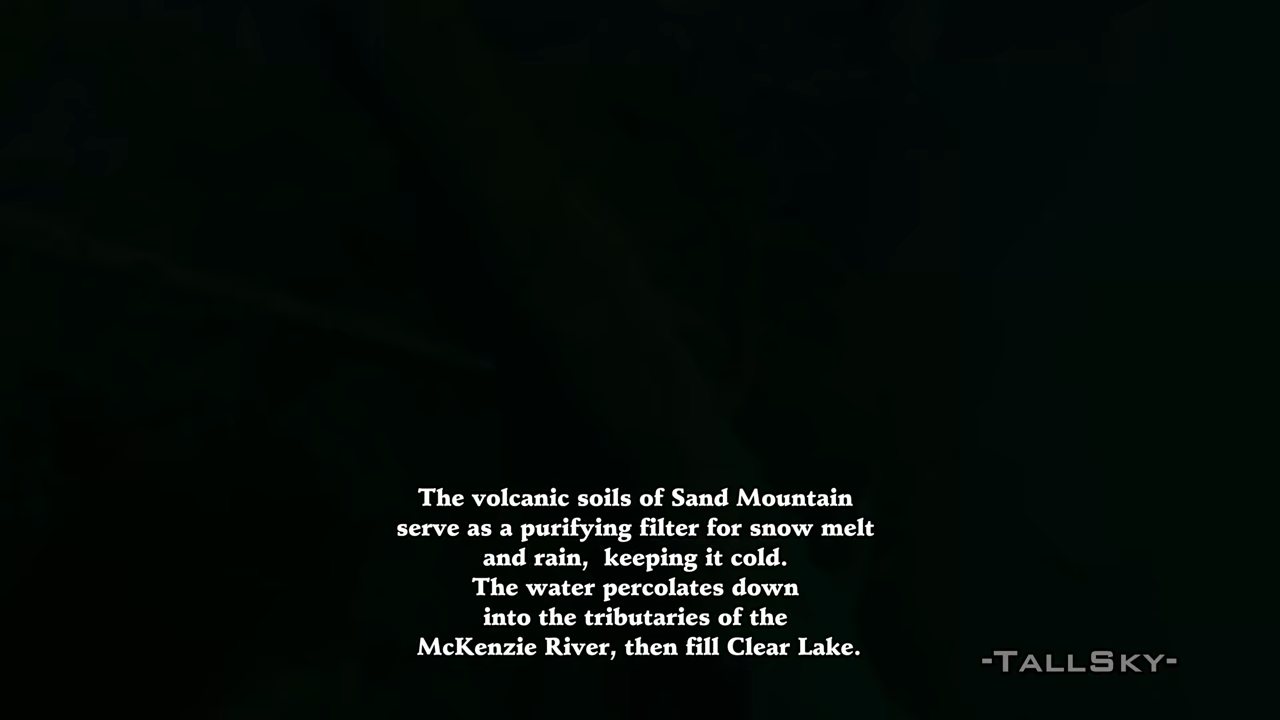 The volcanic soils of Sand Mountain
serve as a purifying filter for snow melt
and rain,  keeping it cold.
The water percolates down
into the tributaries of the
McKenzie River, then fill Clear Lake.
-TALLSKY-